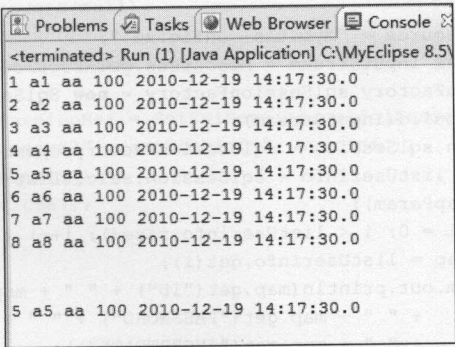 Problems Tasks Web Browser Console
<terminated> Run (1) [Java Application] C:\MyEclipse 8.5\
1 a1 aa 100 2010-12-19 14:17:30.0
2 a2 aa 100 2010-12-19 14:17:30.0
3 a3 aa 100 2010-12-19 14:17:30.0
4 a4 aa 100 2010-12-19 14:17:30.0
5 a5 aa 100 2010-12-19 14:17:30.0
6 a6 aa 100 2010-12-19 14:17:30.0
7 a7 aa 100 2010-12-19 14:17:30.0
8 a8 aa 100 2010-12-19 14:17:30.0
5 a5 aa 100 2010-12-19 14:17:30.0